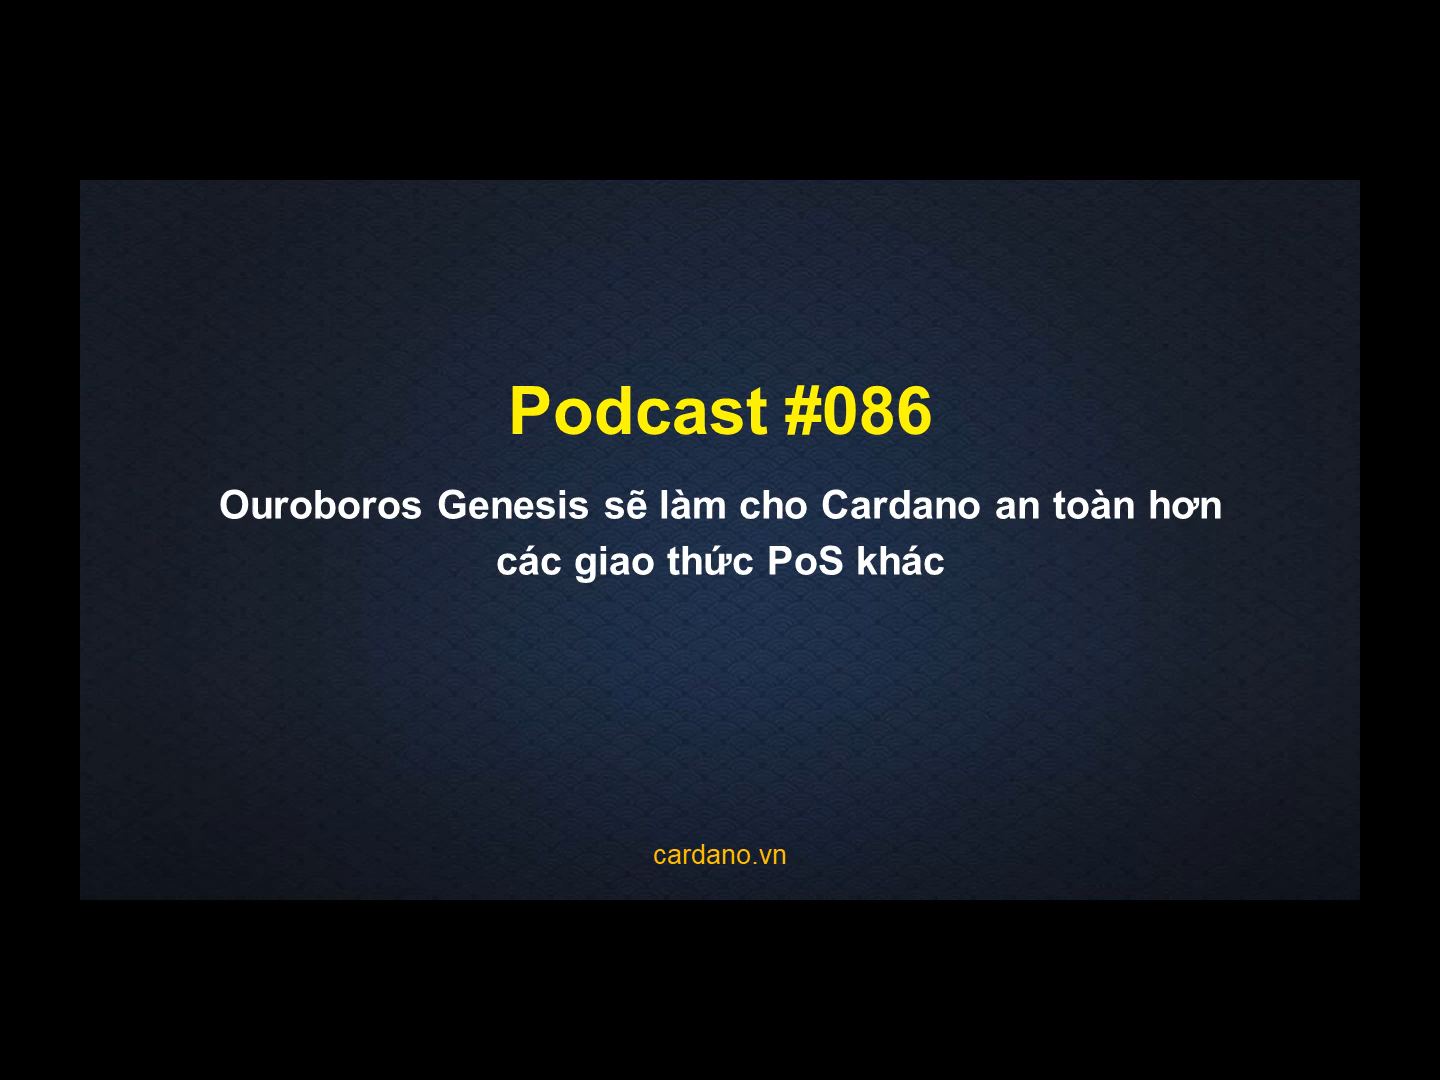 Podcast #086
Ouroboros Genesis sẽ làm cho Cardano an toàn hơn
các giao thức PoS khác
cardano.vn